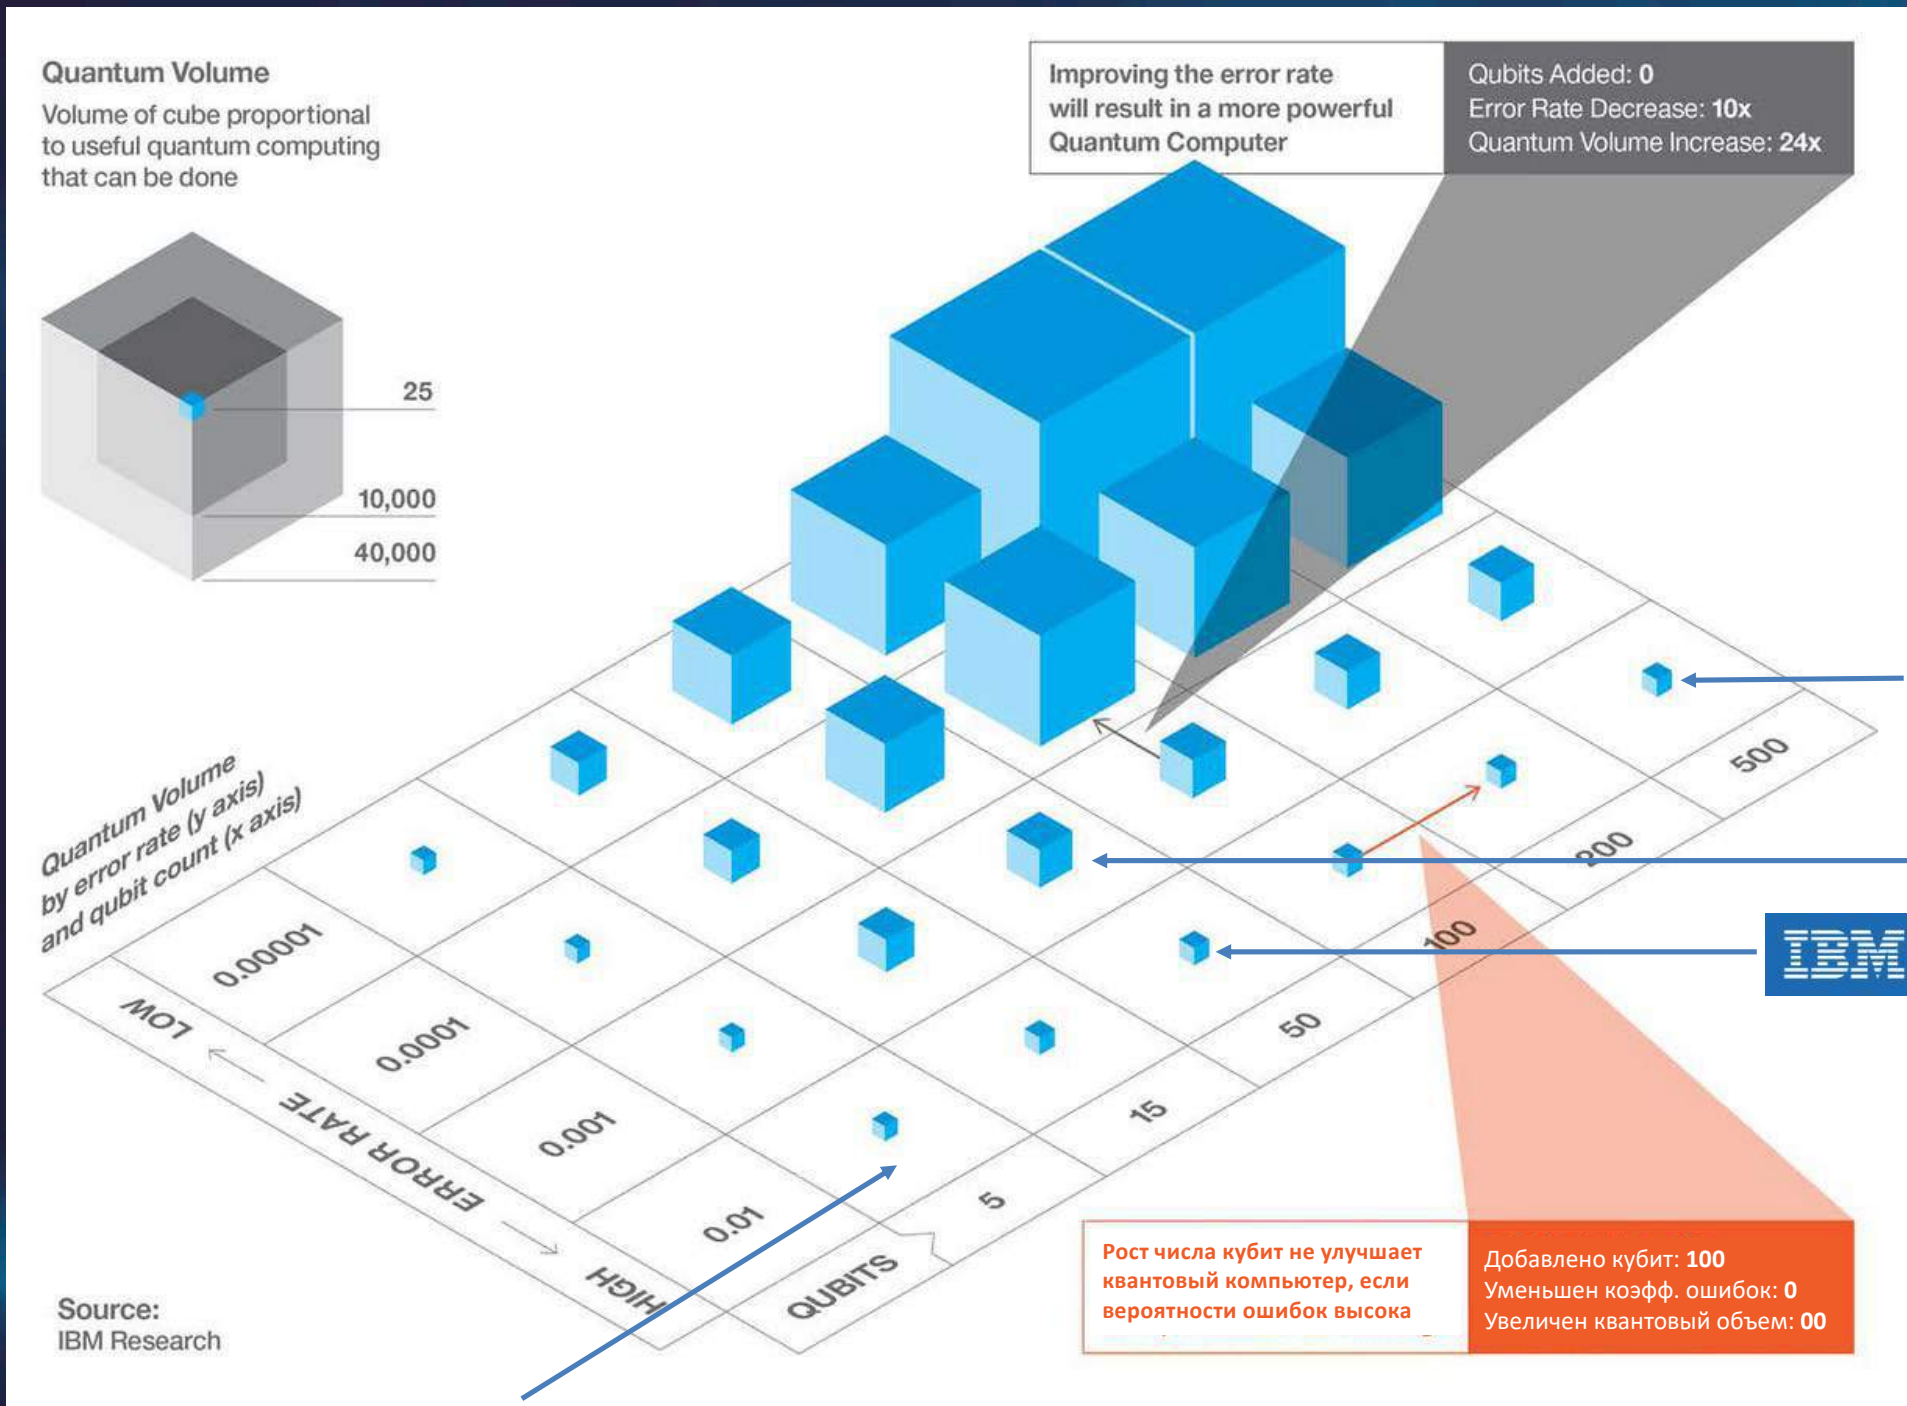 Quantum Volume
Volume of cube proportional
to useful quantum computing
that can be done
25
10,000
40,000
Improving the error rate
will result in a more powerful
Quantum Computer
Qubits Added: 0
Error Rate Decrease: 10x
Quantum Volume Increase: 24x
Quantum Volume
by error rate (y axis)
and qubit count (x axis)
0.00001
0.0001
0.001
0.01
LOW
ERROR RATE
HIGH
QUBITS
5
15
50
100
200
500
IBM
Рост числа кубит не улучшает
квантовый компьютер, если
вероятности ошибок высока
Добавлено кубит: 100
Уменьшен коэфф. ошибок: 0
Увеличен квантовый объем: 00
Source:
IBM Research